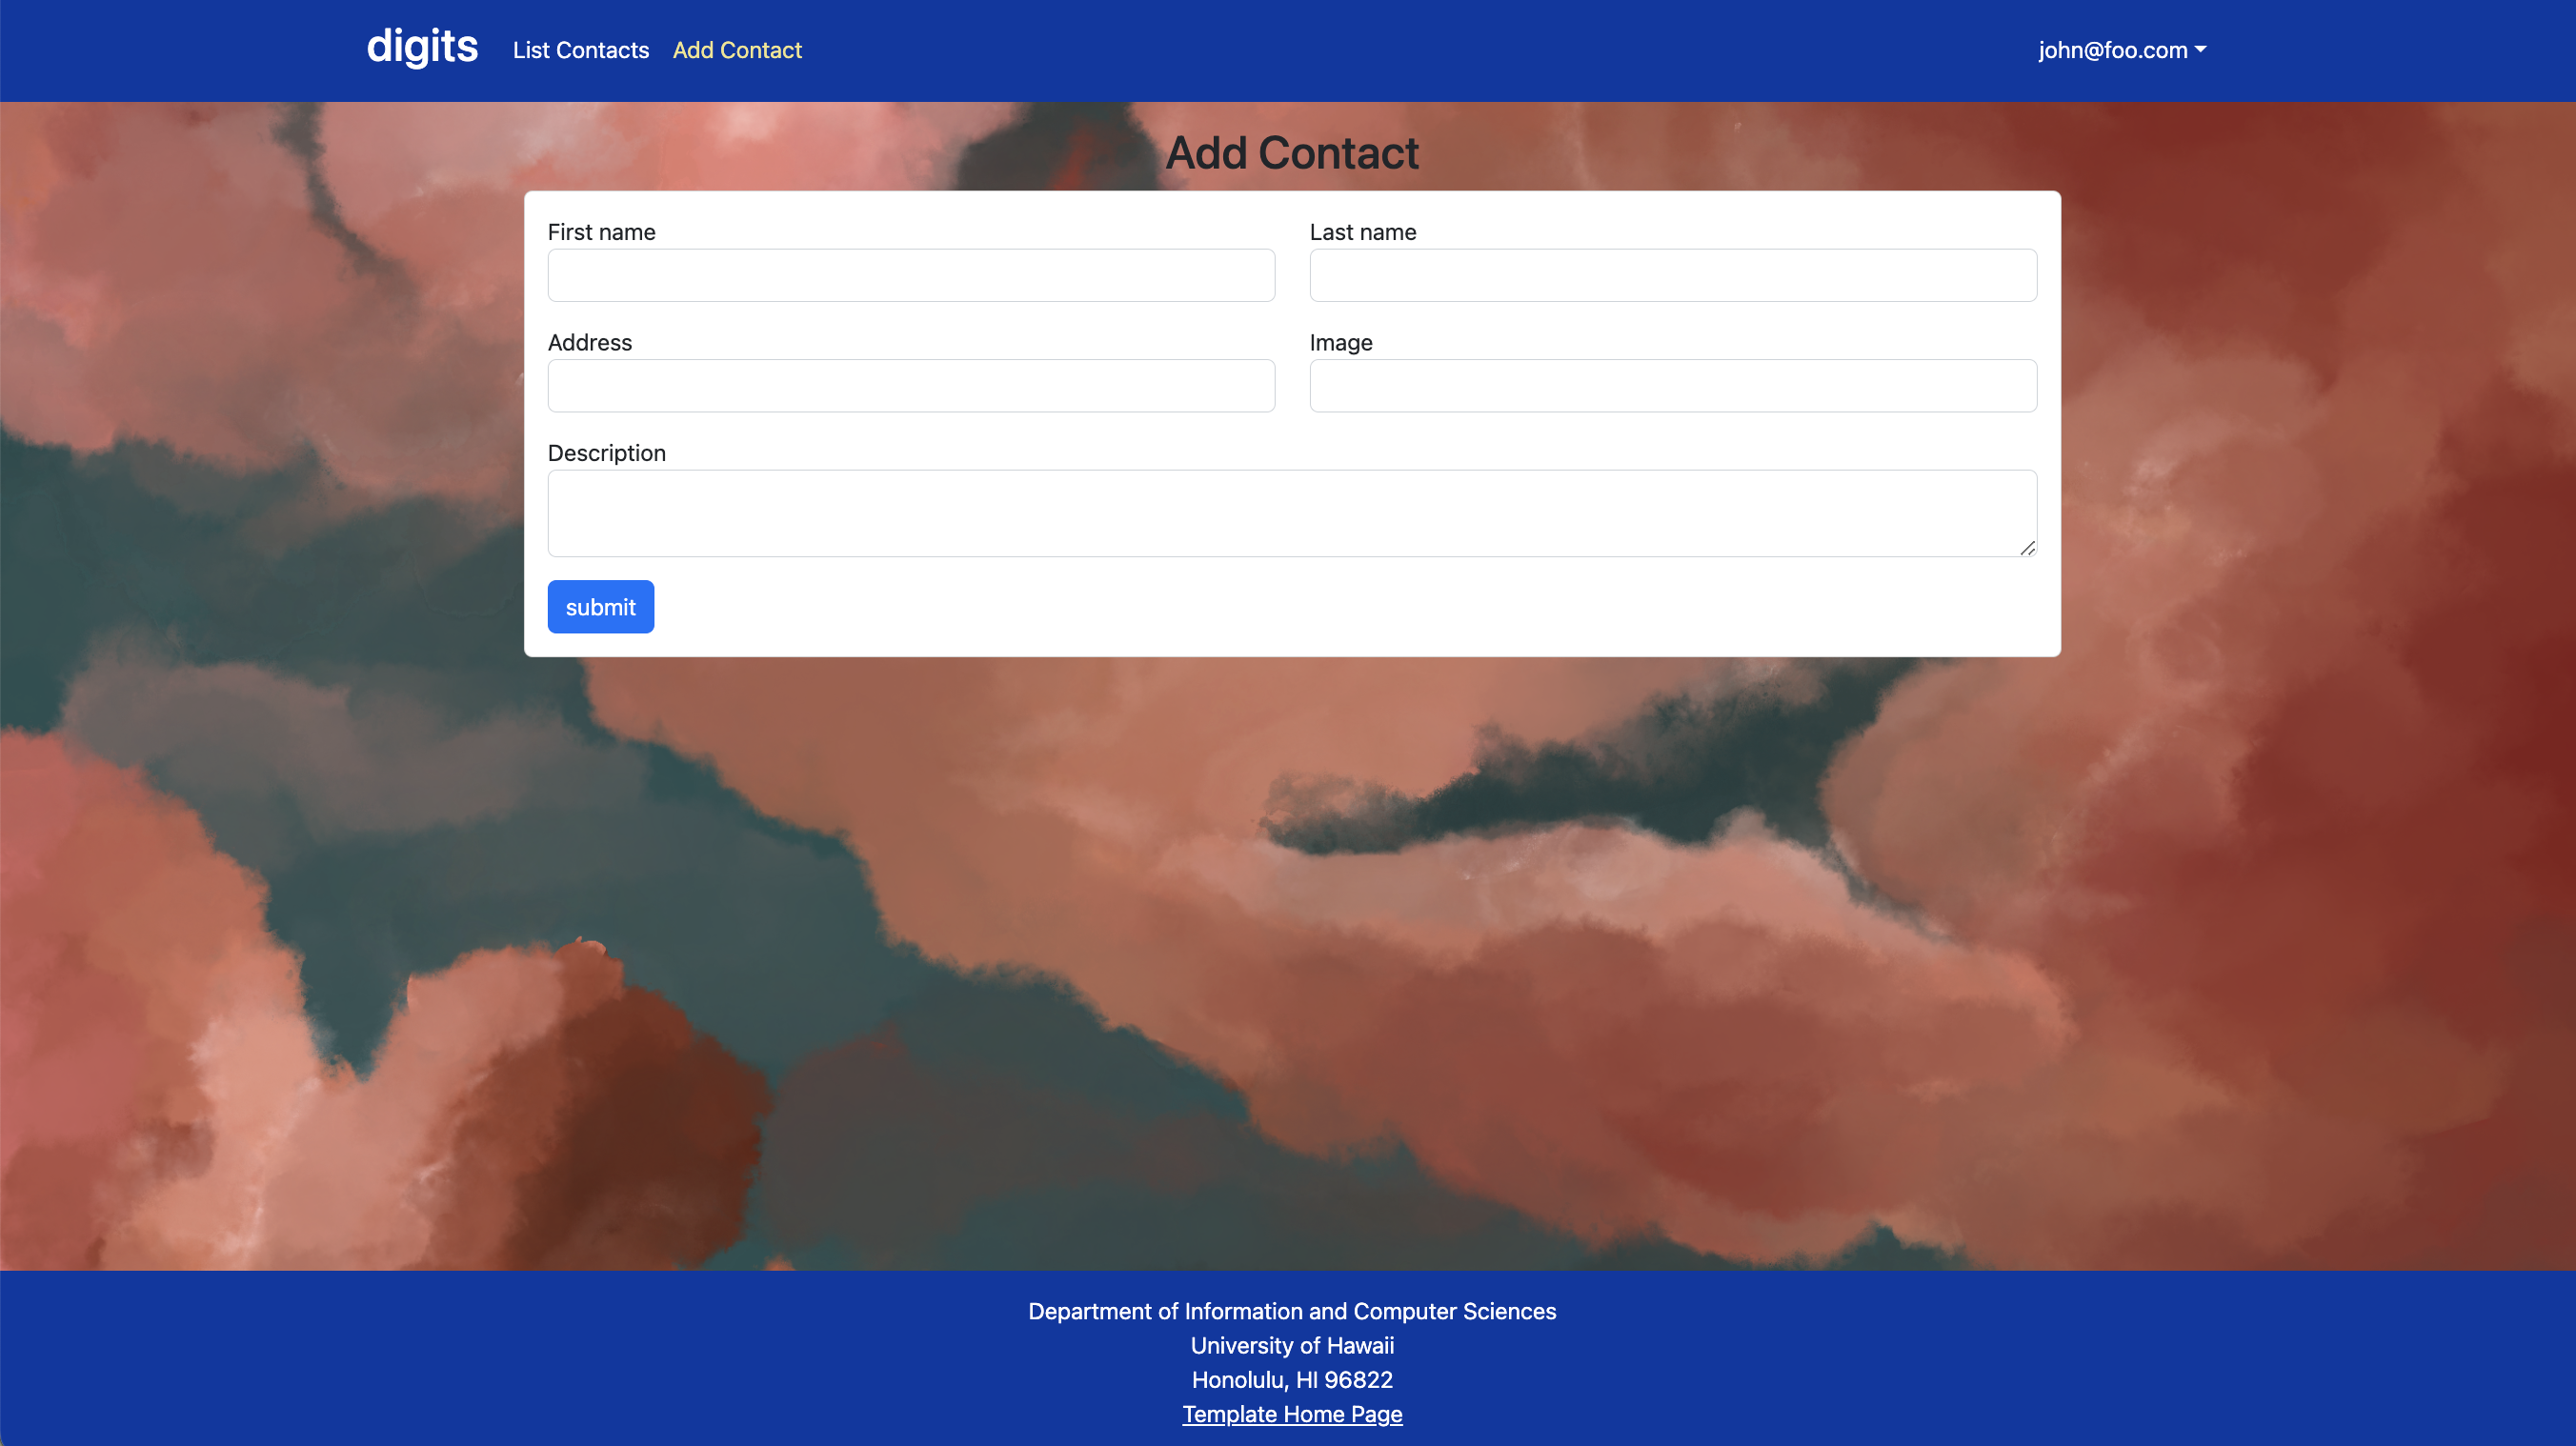 digits List Contacts Add Contact john@foo.com
Add Contact
First name Last name
Address Image
Description
submit
Department of Information and Computer Sciences
University of Hawaii
Honolulu, HI 96822
Template Home Page